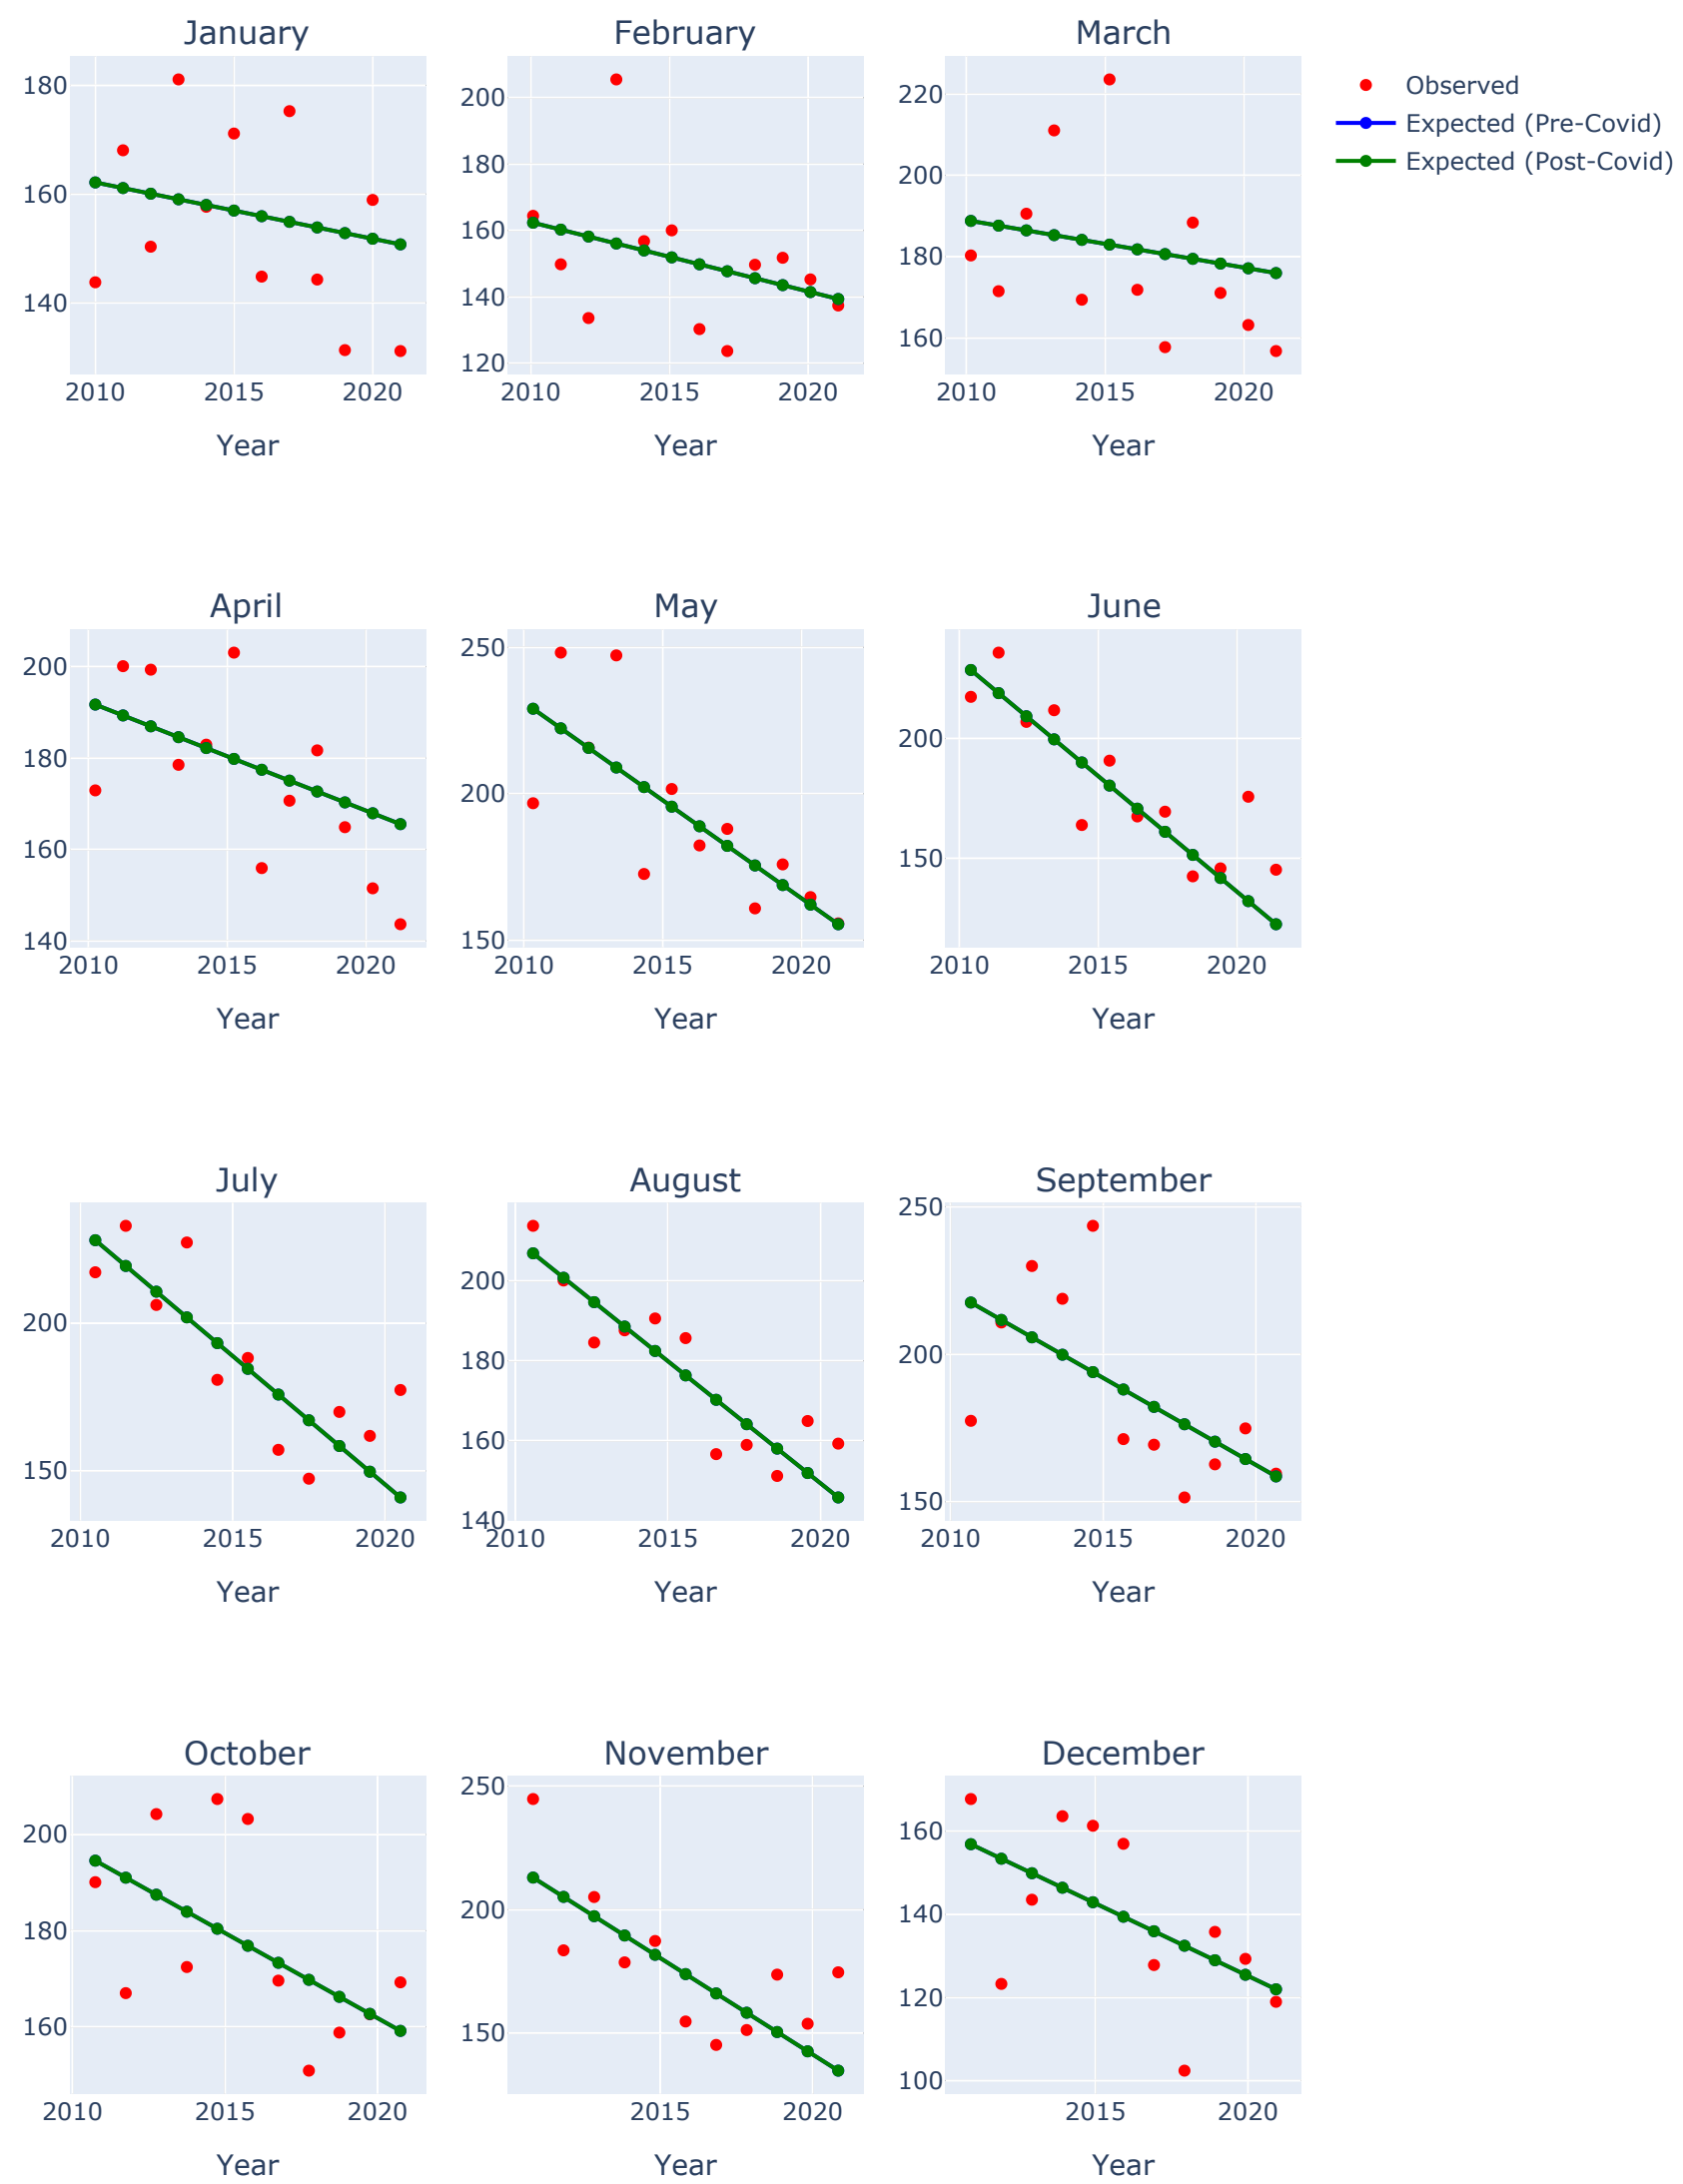 January
February
March
180
160
140
2010
2015
2020
Year
200
180
160
140
120
2010
2015
2020
Year
220
200
180
160
2010
2015
2020
Year
Observed
Expected (Pre-Covid)
Expected (Post-Covid)
April
May
June
200
180
160
140
2010
2015
2020
Year
250
200
150
2010
2015
2020
Year
200
150
2010
2015
2020
Year
July
August
September
200
150
2010
2015
2020
Year
200
180
160
140
2010
2015
2020
Year
250
200
150
2010
2015
2020
Year
October
November
December
200
180
160
2010
2015
2020
Year
250
200
150
2015
2020
Year
160
140
120
100
2015
2020
Year